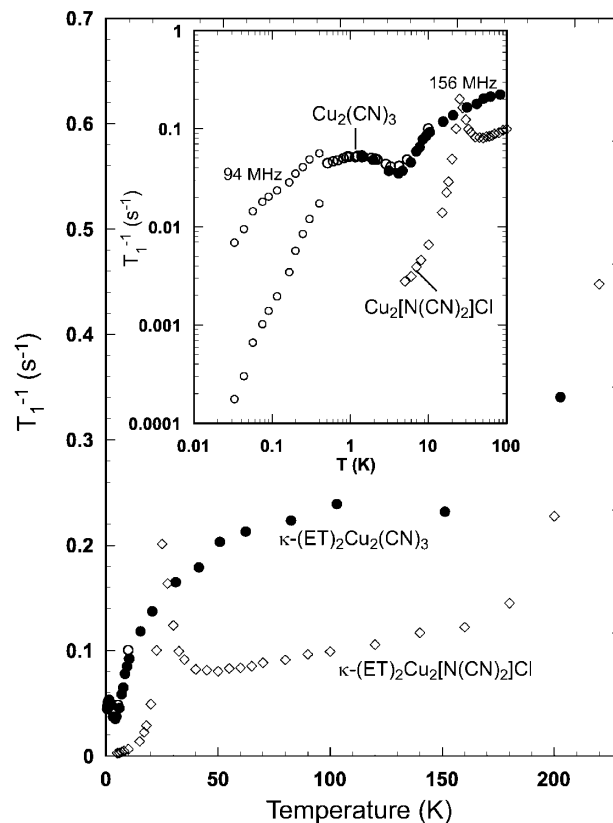 0.7
0.6
0.5
0.4
0.3
0.2
0.1
0
T₁⁻¹ (s⁻¹)
0 50 100 150 200
Temperature (K)
κ-(ET)₂Cu₂(CN)₃
κ-(ET)₂Cu₂[N(CN)₂]Cl
1
0.1
0.01
0.001
0.0001
T₁⁻¹ (s⁻¹)
156 MHz
Cu₂(CN)₃
94 MHz
Cu₂[N(CN)₂]Cl
0.01 0.1 1 10 100
T (K)